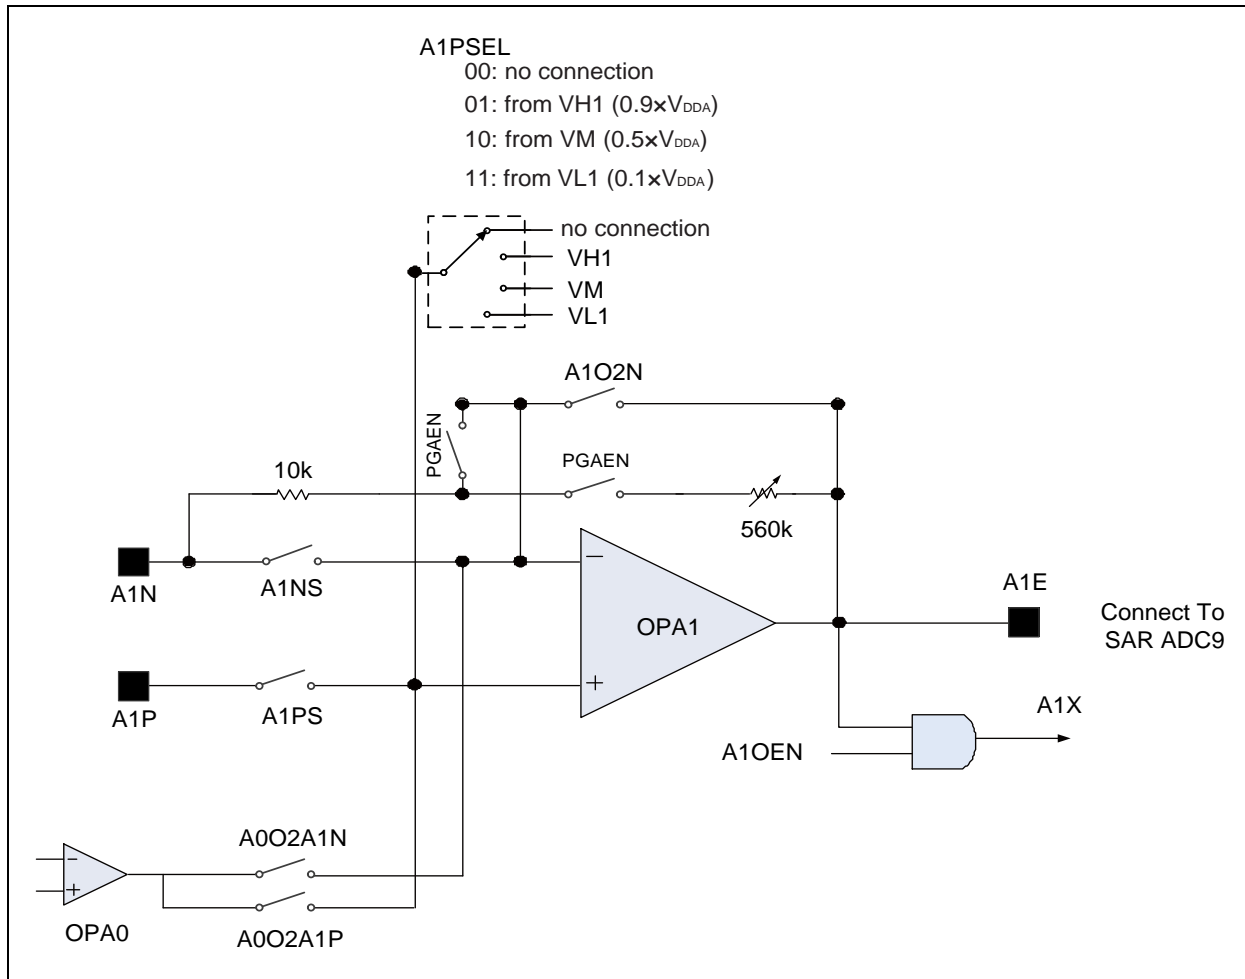 A1PSEL
00: no connection
01: from VH1 (0.9×VDDA)
10: from VM (0.5×VDDA)
11: from VL1 (0.1×VDDA)
no connection
VH1
VM
VL1
A1O2N
PGAEN
PGAEN
10k
560k
A1N
A1NS
−
OPA1
A1E
Connect To
SAR ADC9
+
A1P
A1PS
A1X
A1OEN
A0O2A1N
−
+
OPA0
A0O2A1P